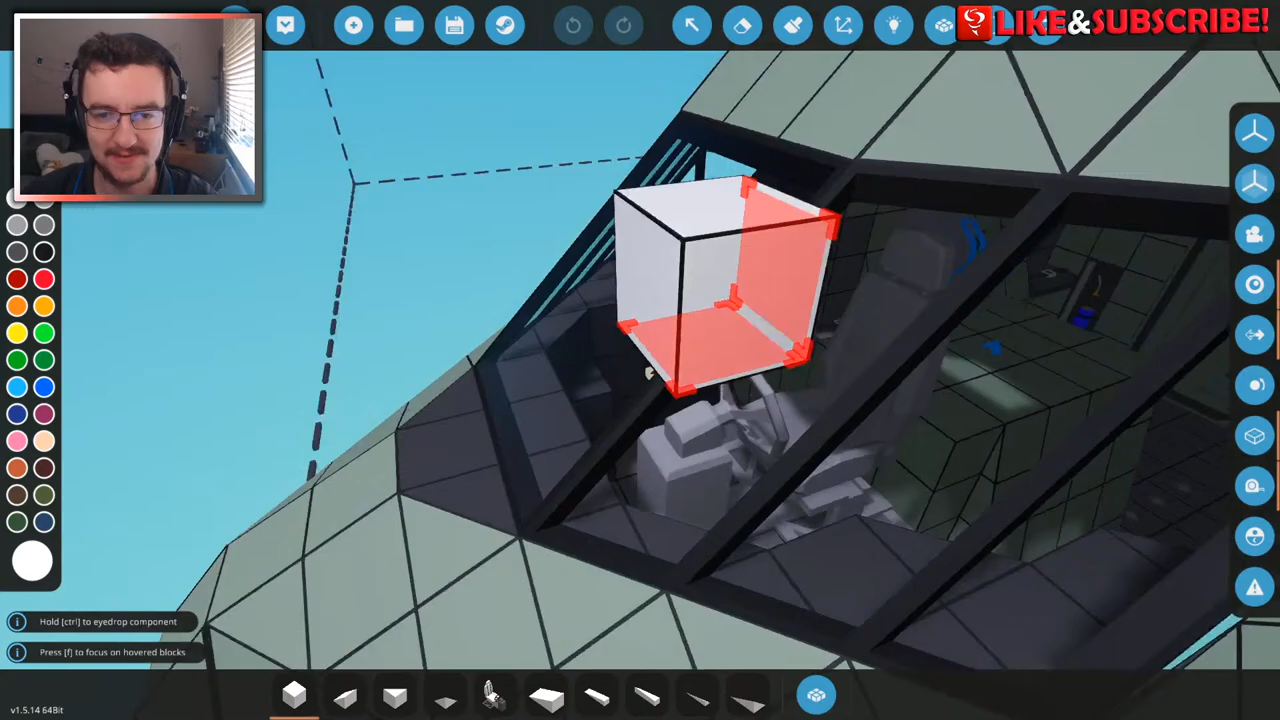 LIKE&SUBSCRIBE!
Hold [ctrl] to eyedrop component
Press [f] to focus on hovered blocks
v1.5.14 64Bit